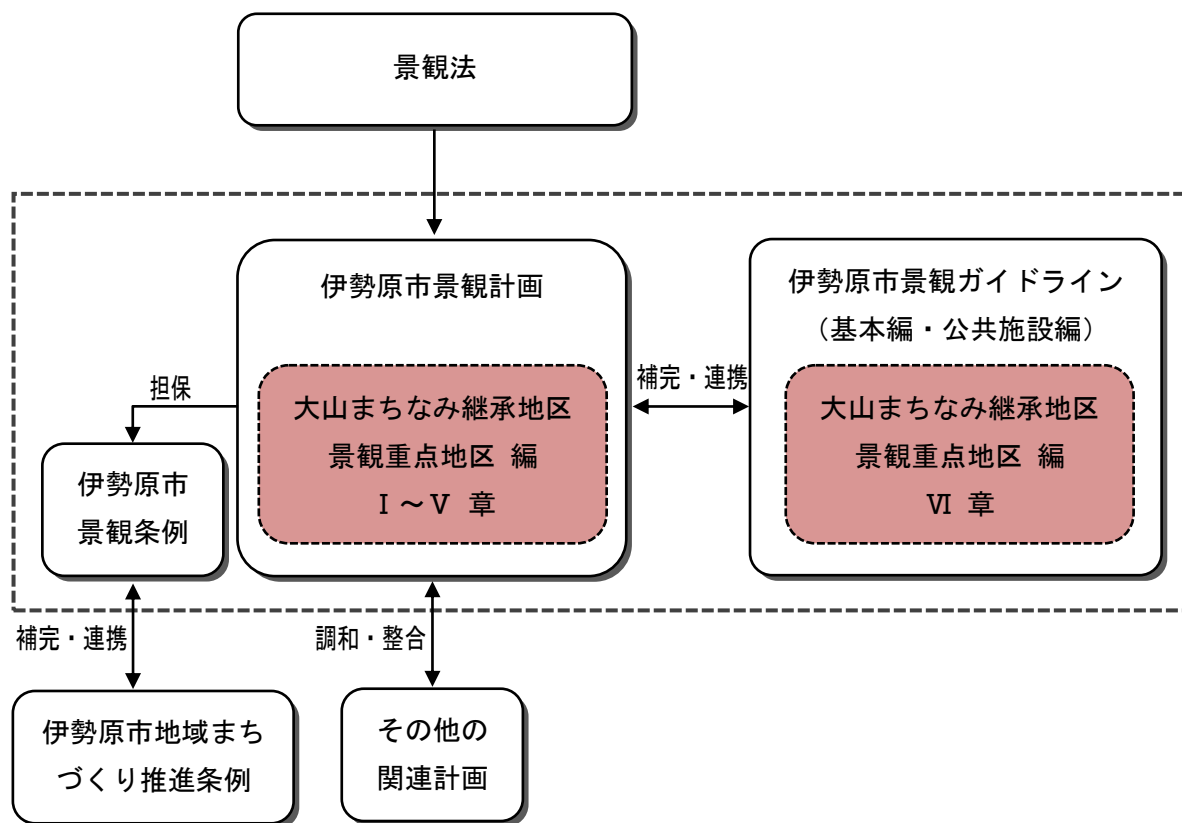 景観法
伊勢原市景観計画
大山まちなみ継承地区
景観重点地区 編
Ⅰ～Ⅴ 章
補完・連携
伊勢原市景観ガイドライン
（基本編・公共施設編）
大山まちなみ継承地区
景観重点地区 編
Ⅵ 章
担保
伊勢原市
景観条例
補完・連携
調和・整合
伊勢原市地域まち
づくり推進条例
その他の
関連計画